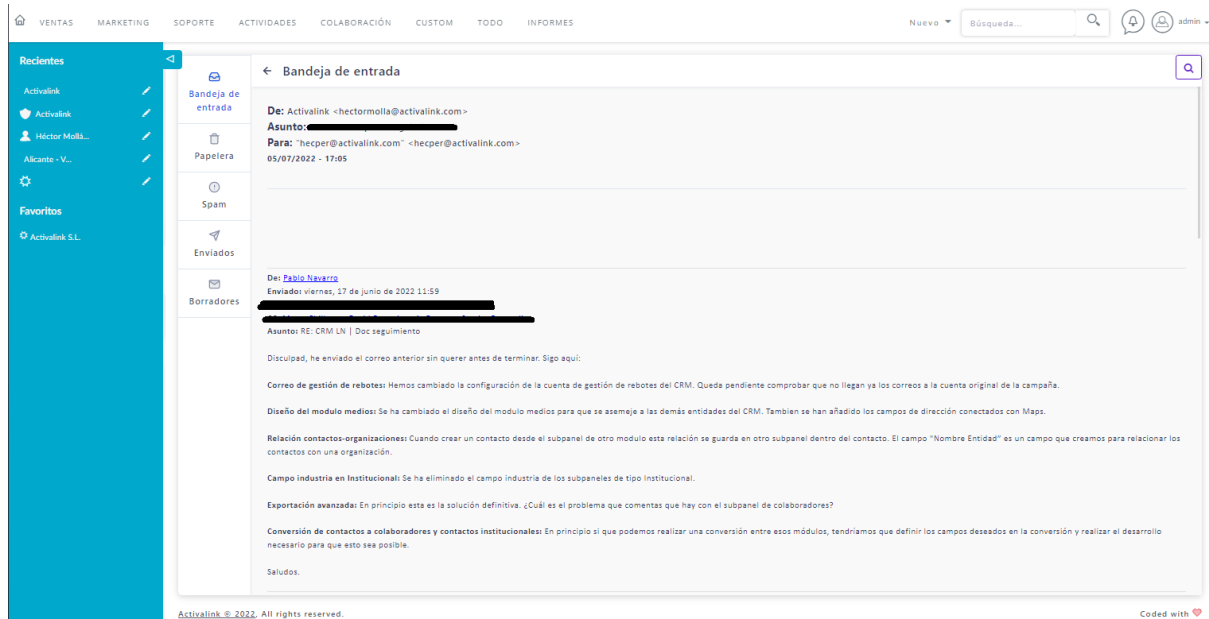 VENTAS MARKETING SOPORTE ACTIVIDADES COLABORACIÓN CUSTOM TODO INFORMES Nuevo Búsqueda... admin
Recientes
Activalink
Activalink
Héctor Mollá...
Alicante - V...
Favoritos
Activalink S.L.
Bandeja de
entrada
Papelera
Spam
Enviados
Borradores
Bandeja de entrada
De: Activalink <hectormolla@activalink.com>
Asunto:
Para: "hecper@activalink.com" <hecper@activalink.com>
05/07/2022 - 17:05
De: Pablo Navarro
Enviado: viernes, 17 de junio de 2022 11:59
Asunto: RE: CRM LN | Doc seguimiento
Disculpad, he enviado el correo anterior sin querer antes de terminar. Sigo aquí:
Correo de gestión de rebotes: Hemos cambiado la configuración de la cuenta de gestión de rebotes del CRM. Queda pendiente comprobar que no llegan ya los correos a la cuenta original de la campaña.
Diseño del modulo medios: Se ha cambiado el diseño del modulo medios para que se asemeje a las demás entidades del CRM. Tambien se han añadido los campos de dirección conectados con Maps.
Relación contactos-organizaciones: Cuando crear un contacto desde el subpanel de otro modulo esta relación se guarda en otro subpanel dentro del contacto. El campo "Nombre Entidad" es un campo que creamos para relacionar los
contactos con una organización.
Campo industria en Institucional: Se ha eliminado el campo industria de los subpaneles de tipo Institucional.
Exportación avanzada: En principio esta es la solución definitiva. ¿Cuál es el problema que comentas que hay con el subpanel de colaboradores?
Conversión de contactos a colaboradores y contactos institucionales: En principio si que podemos realizar una conversión entre esos módulos, tendríamos que definir los campos deseados en la conversión y realizar el desarrollo
necesario para que esto sea posible.
Saludos.
Activalink © 2022. All rights reserved. Coded with